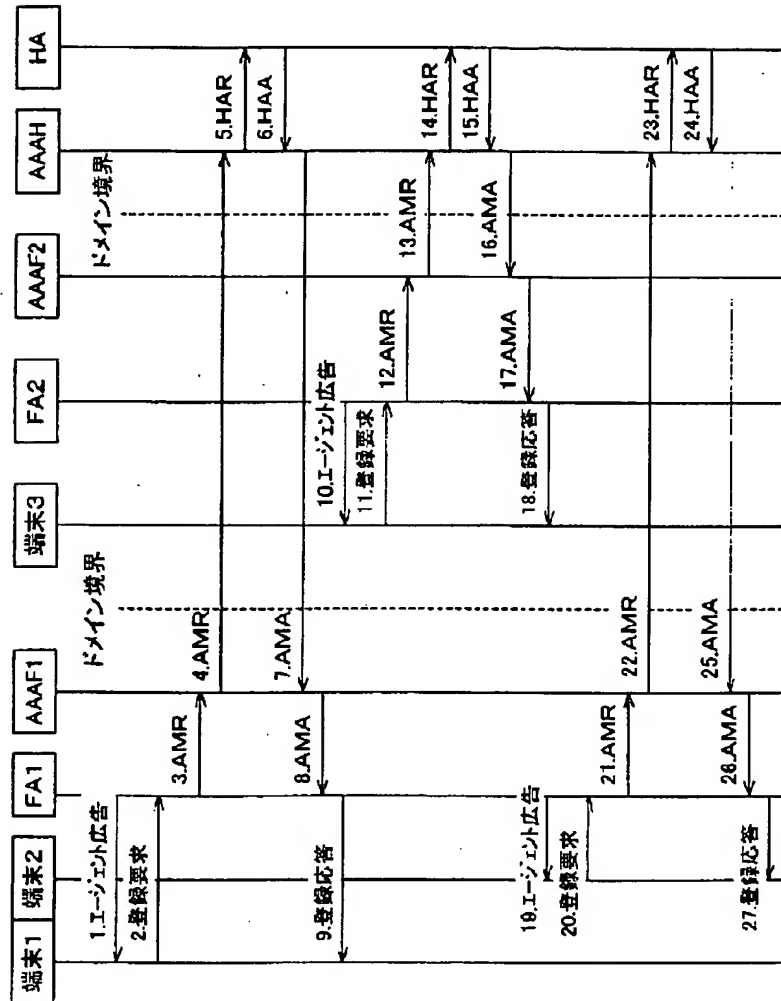 端末1
端末2
FA1
AAAF1
端末3
FA2
AAAF2
AAAH
HA
ドメイン境界
ドメイン境界
1.エージェント広告
2.登録要求
3.AMR
4.AMR
5.HAR
6.HAA
7.AMA
8.AMA
9.登録応答
10.エージェント広告
11.登録要求
12.AMR
13.AMR
14.HAR
15.HAA
16.AMA
17.AMA
18.登録応答
19.エージェント広告
20.登録要求
21.AMR
22.AMR
23.HAR
24.HAA
25.AMA
26.AMA
27.登録応答